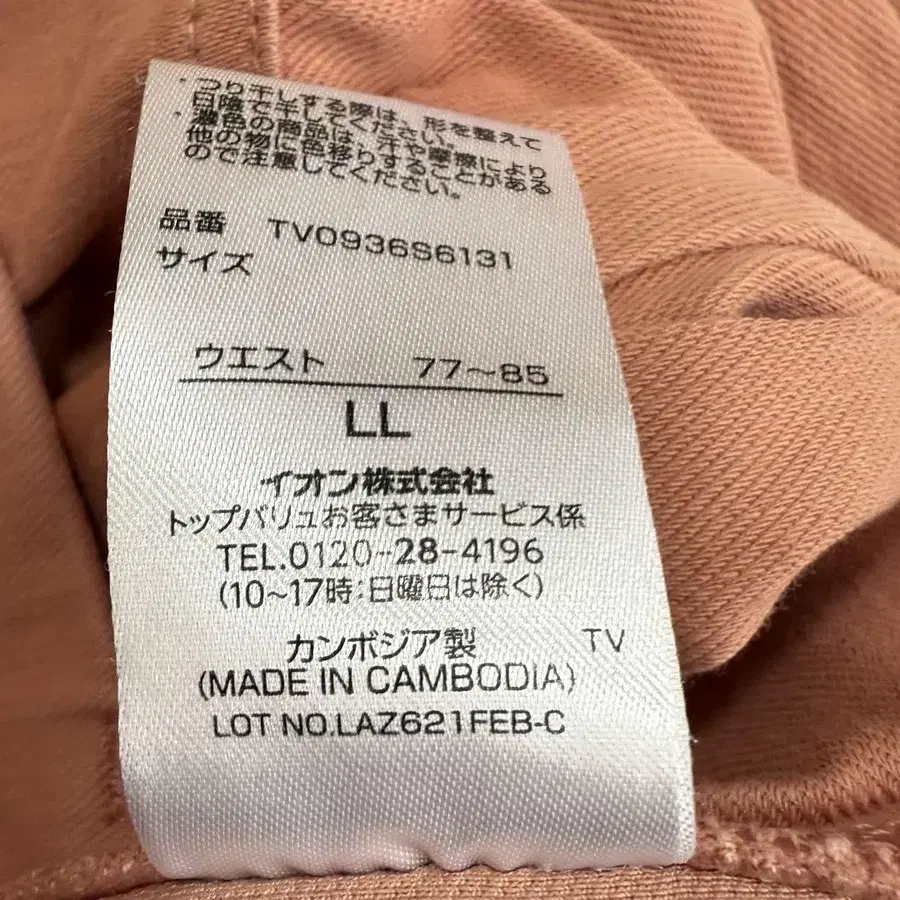 ・つり干しする際は、形を整えて
日陰で干してください。
・濃色の商品は、汗や摩擦により
他の物に色移りすることがある
ので注意してください。
品番 TV0936S6131
サイズ
ウエスト 77～85
LL
イオン株式会社
トップバリュお客さまサービス係
TEL.0120-28-4196
(10～17時:日曜日は除く)
カンボジア製 TV
(MADE IN CAMBODIA)
LOT NO.LAZ621FEB-C